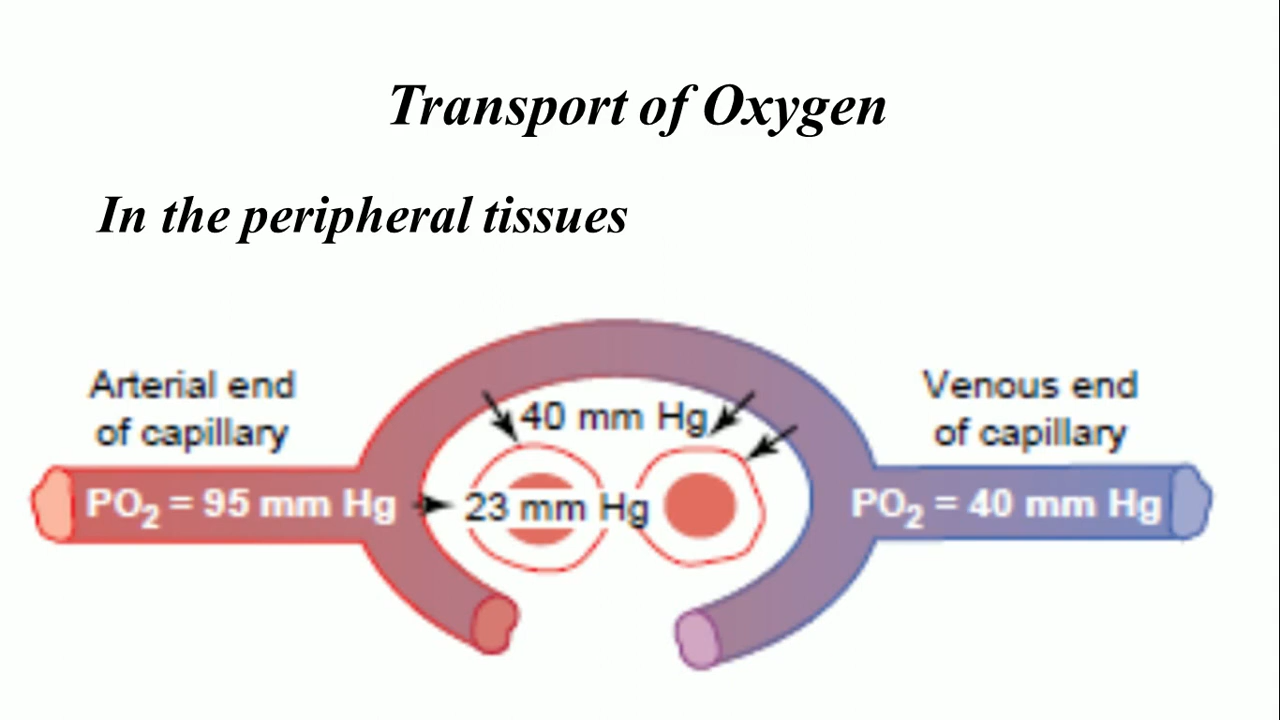 Transport of Oxygen
In the peripheral tissues
Arterial end
of capillary
Venous end
of capillary
40 mm Hg
PO₂ = 95 mm Hg
23 mm Hg
PO₂ = 40 mm Hg